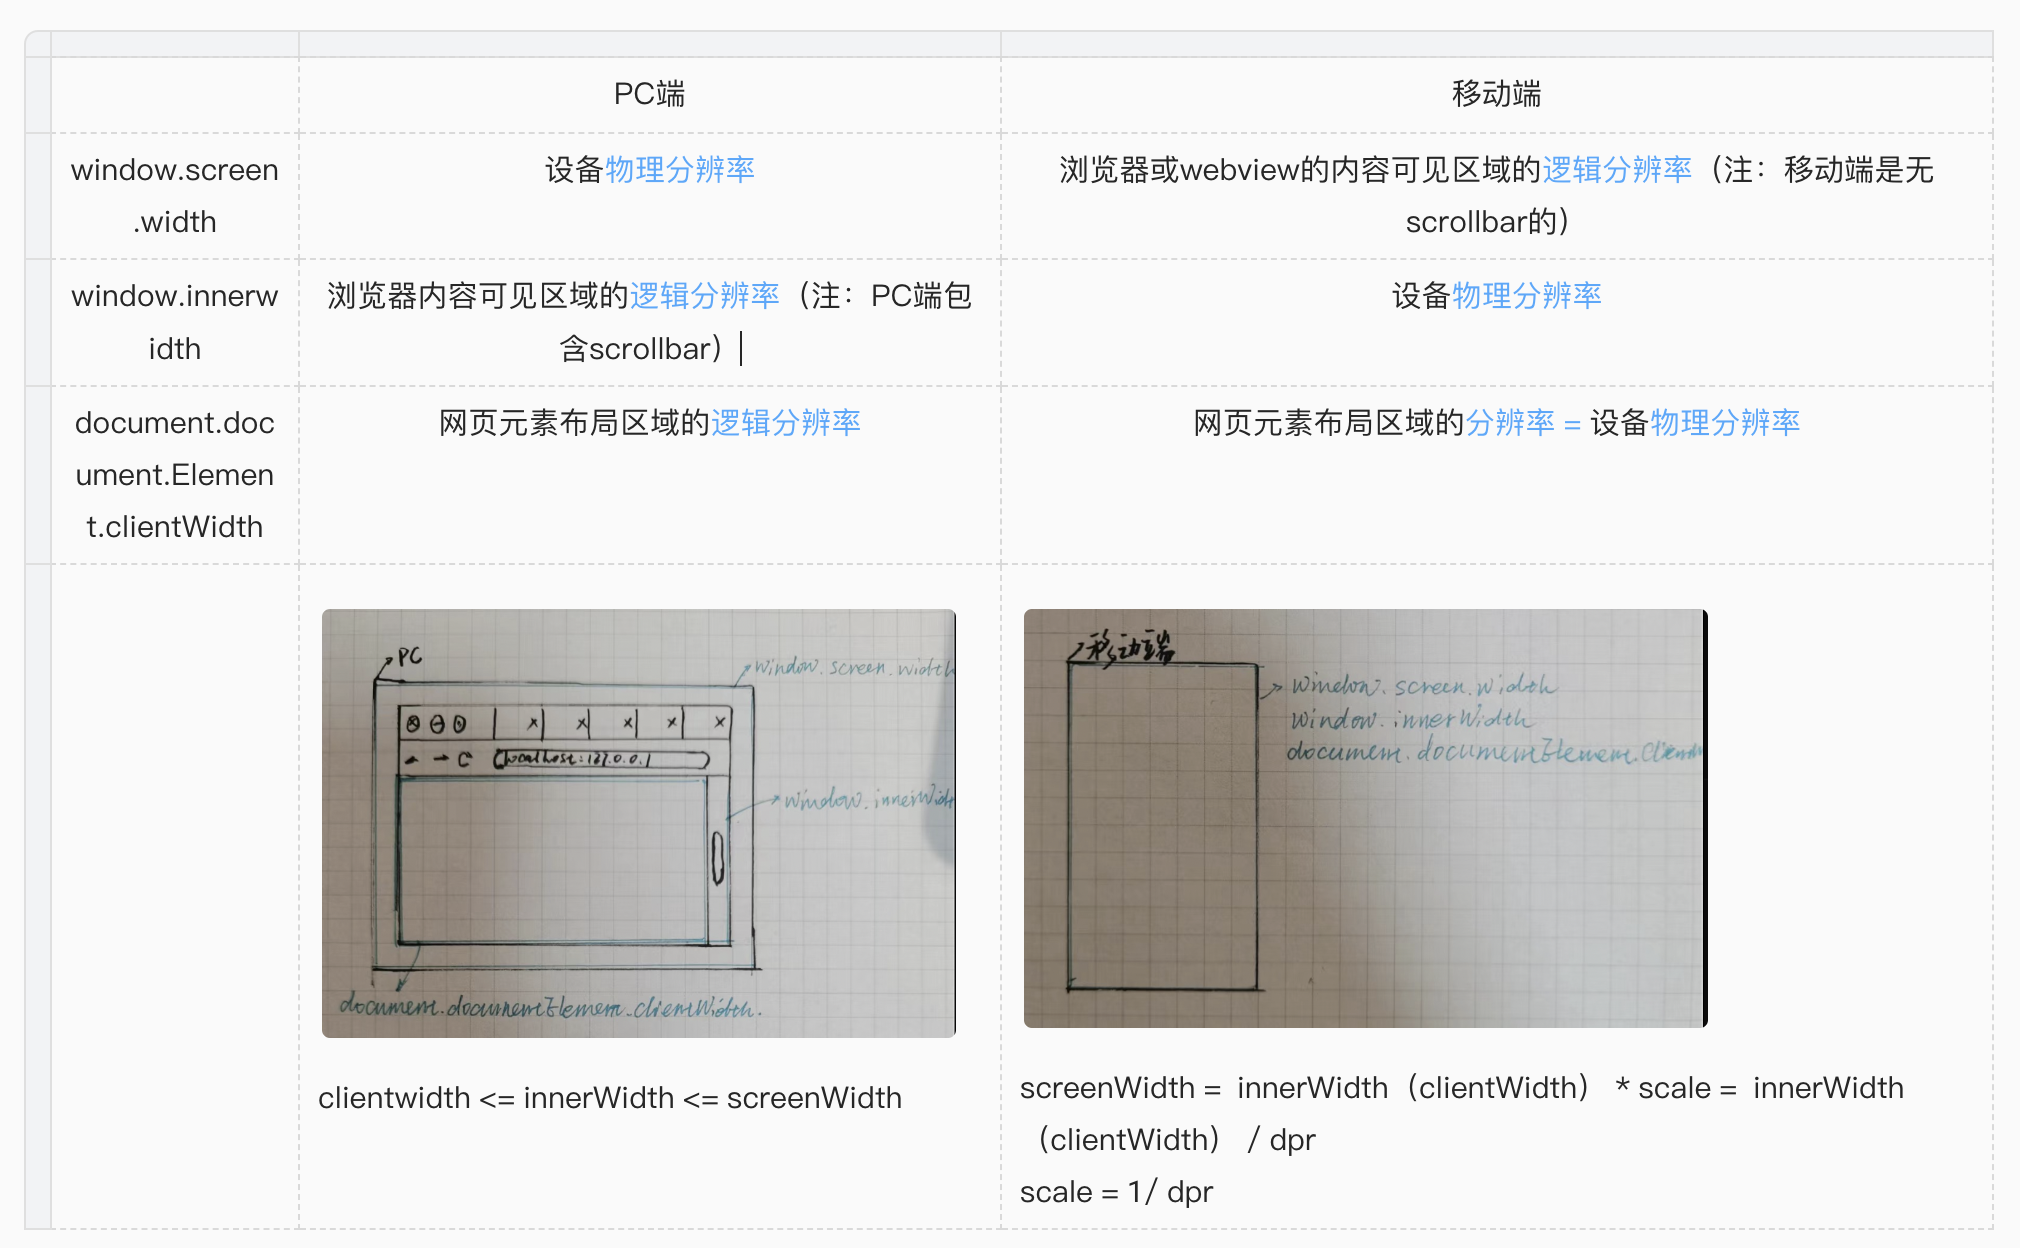 PC端
移动端
window.screen
.width
设备物理分辨率
浏览器或webview的内容可见区域的逻辑分辨率（注：移动端是无
scrollbar的）
window.innerw
idth
浏览器内容可见区域的逻辑分辨率（注：PC端包
含scrollbar）
设备物理分辨率
document.doc
ument.Elemen
t.clientWidth
网页元素布局区域的逻辑分辨率
网页元素布局区域的分辨率 = 设备物理分辨率
PC
window.screen.width
localhost:127.0.0.1
window.innerWidt
document.documentElement.clientWidth.
移动端
window.screen.width
window.innerWidth
document.documentElement.Clien
clientwidth <= innerWidth <= screenWidth
screenWidth = innerWidth（clientWidth） * scale = innerWidth
（clientWidth） / dpr
scale = 1/ dpr